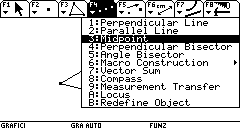 F1 F2 F3 F4 F5 F6 F7 F8
1:Perpendicular Line
2:Parallel Line
3:Midpoint
4:Perpendicular Bisector
5:Angle Bisector
6:Macro Construction
7:Vector Sum
8:Compass
9:Measurement Transfer
A:Locus
B:Redefine Object
GRAFICI GRA AUTO FUNZ